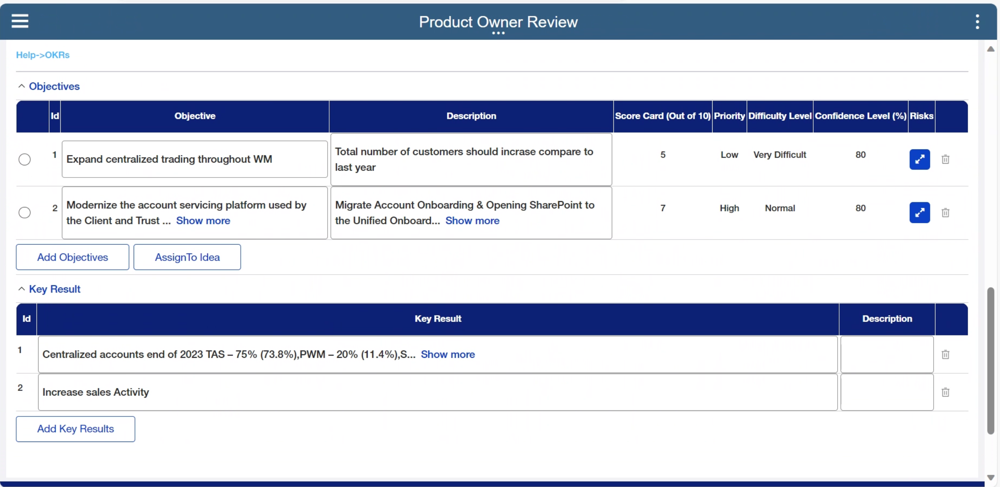 Product Owner Review
Help->OKRs
Objectives
Id Objective Description Score Card (Out of 10) Priority Difficulty Level Confidence Level (%) Risks
1 Expand centralized trading throughout WM Total number of customers should incrase compare to 5 Low Very Difficult 80
last year
2 Modernize the account servicing platform used by Migrate Account Onboarding & Opening SharePoint to 7 High Normal 80
the Client and Trust ... Show more the Unified Onboard... Show more
Add Objectives AssignTo Idea
Key Result
Id Key Result Description
1 Centralized accounts end of 2023 TAS – 75% (73.8%),PWM – 20% (11.4%),S... Show more
2 Increase sales Activity
Add Key Results